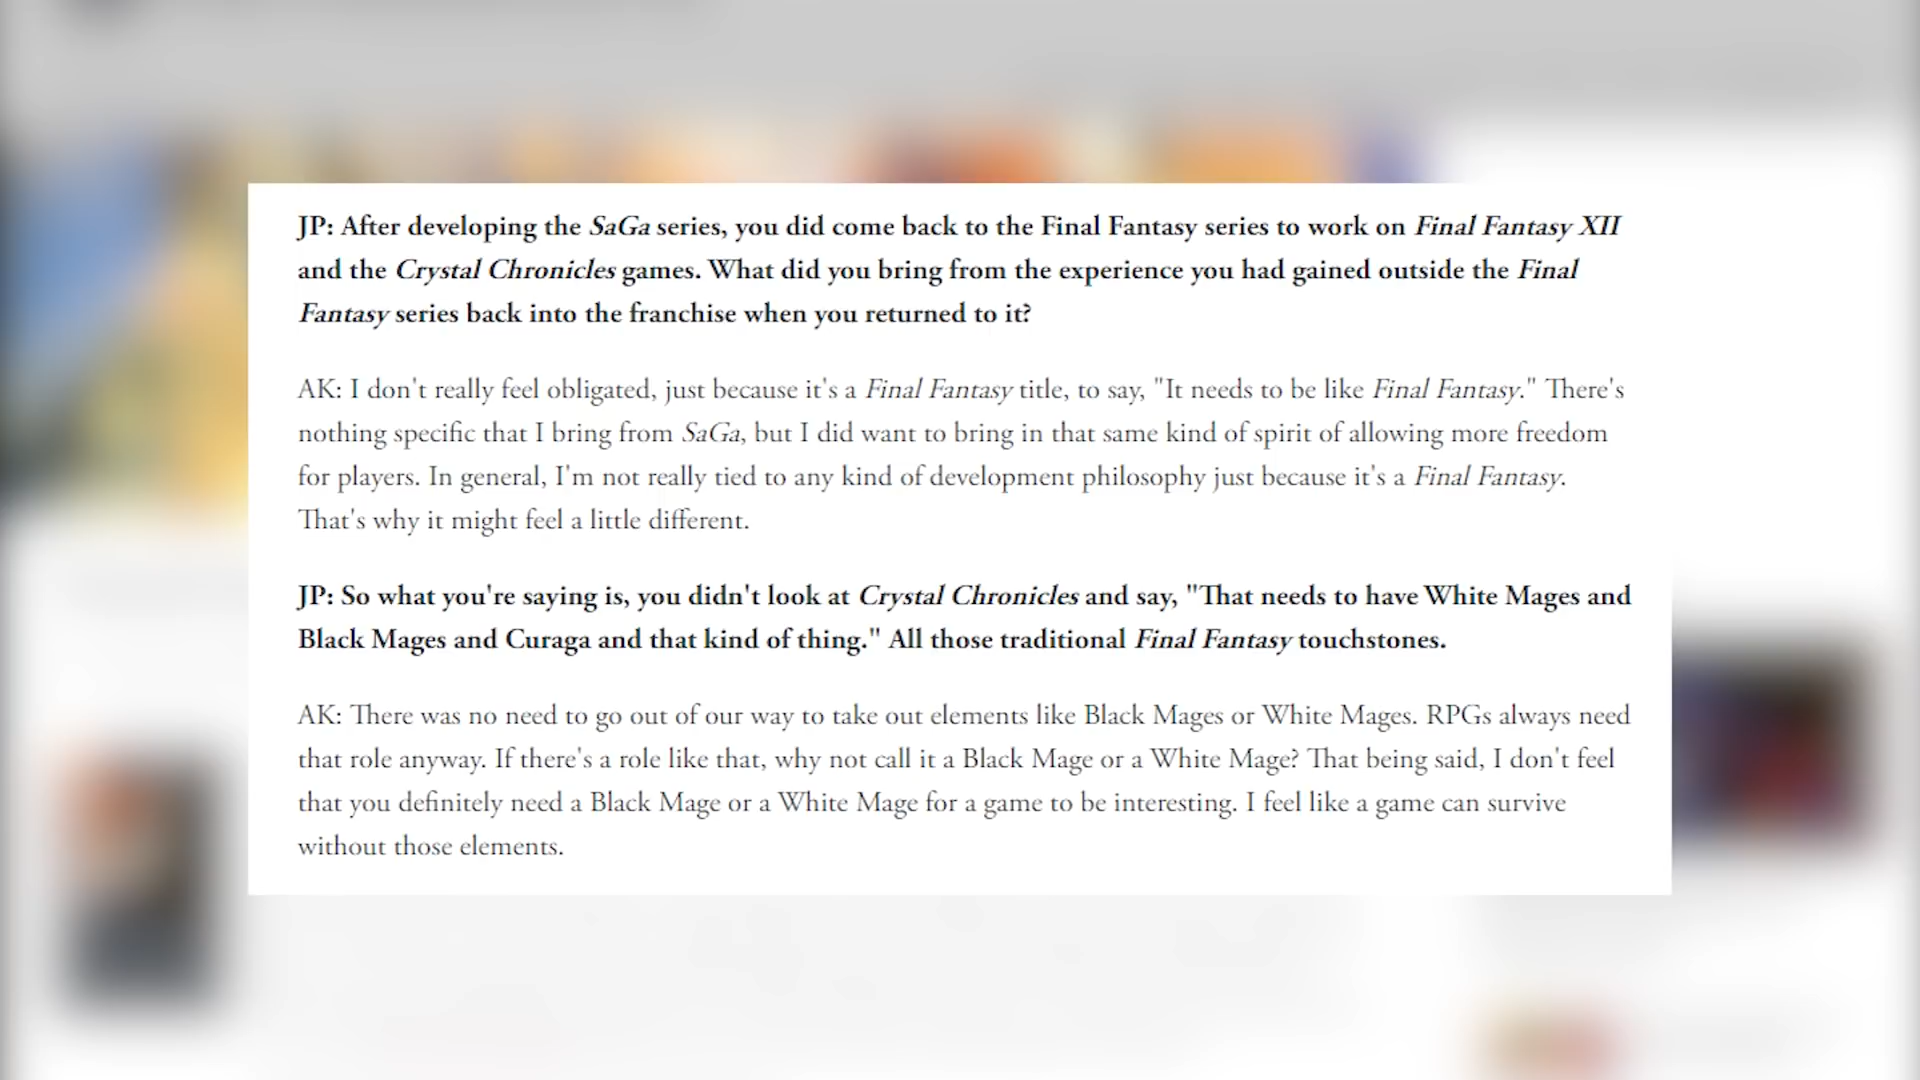 JP: After developing the SaGa series, you did come back to the Final Fantasy series to work on Final Fantasy XII
and the Crystal Chronicles games. What did you bring from the experience you had gained outside the Final
Fantasy series back into the franchise when you returned to it?
AK: I don't really feel obligated, just because it's a Final Fantasy title, to say, "It needs to be like Final Fantasy." There's
nothing specific that I bring from SaGa, but I did want to bring in that same kind of spirit of allowing more freedom
for players. In general, I'm not really tied to any kind of development philosophy just because it's a Final Fantasy.
That's why it might feel a little different.
JP: So what you're saying is, you didn't look at Crystal Chronicles and say, "That needs to have White Mages and
Black Mages and Curaga and that kind of thing." All those traditional Final Fantasy touchstones.
AK: There was no need to go out of our way to take out elements like Black Mages or White Mages. RPGs always need
that role anyway. If there's a role like that, why not call it a Black Mage or a White Mage? That being said, I don't feel
that you definitely need a Black Mage or a White Mage for a game to be interesting. I feel like a game can survive
without those elements.